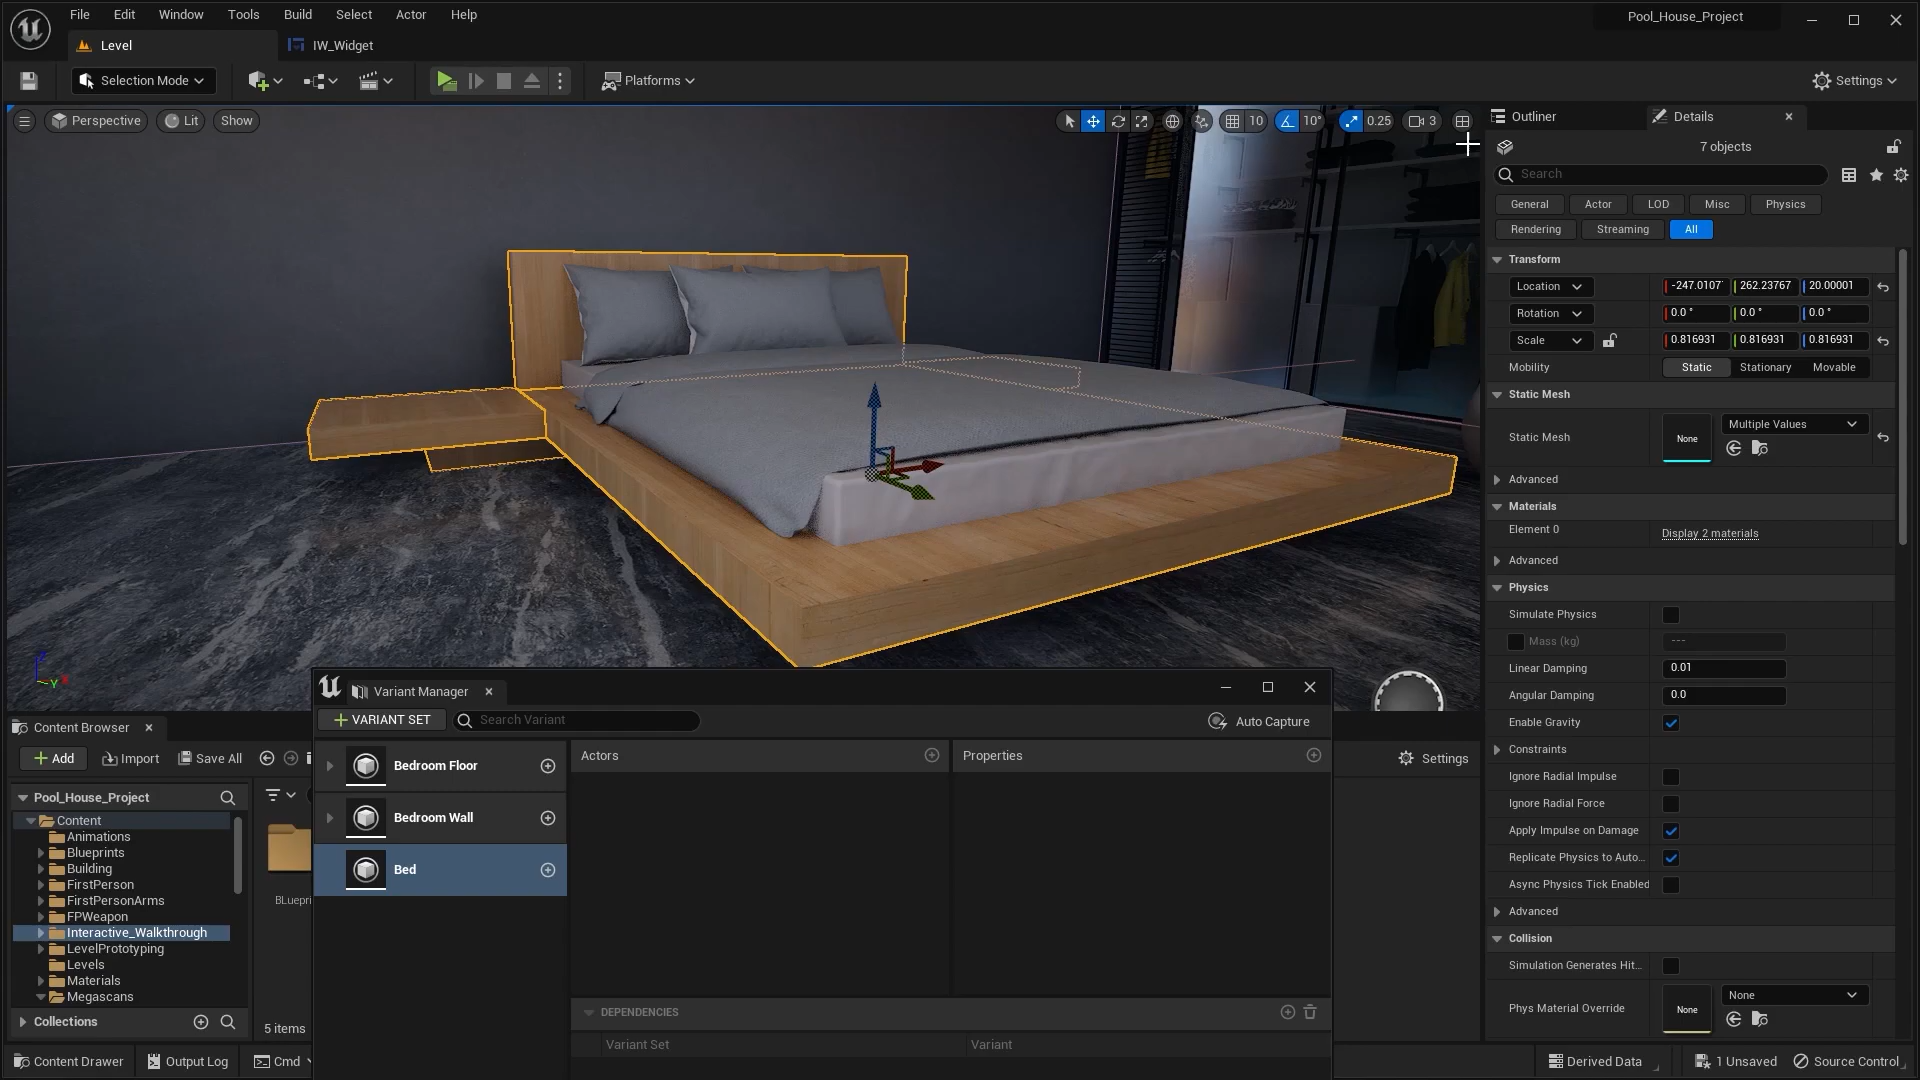 File Edit Window Tools Build Select Actor Help
Pool_House_Project
Level
IW_Widget
Selection Mode
Platforms
Settings
Perspective
Lit
Show
10
10°
0.25
3
Outliner
Details
7 objects
Search
General
Actor
LOD
Misc
Physics
Rendering
Streaming
All
Transform
Location
-247.0107
262.23767
20.00001
Rotation
0.0 °
0.0 °
0.0 °
Scale
0.816931
0.816931
0.816931
Mobility
Static
Stationary
Movable
Static Mesh
Static Mesh
None
Multiple Values
Advanced
Materials
Element 0
Display 2 materials
Advanced
Physics
Simulate Physics
Mass (kg)
---
Linear Damping
0.01
Angular Damping
0.0
Enable Gravity
Constraints
Ignore Radial Impulse
Ignore Radial Force
Apply Impulse on Damage
Replicate Physics to Auto...
Async Physics Tick Enabled
Advanced
Collision
Simulation Generates Hit...
Phys Material Override
None
None
Z
Y
Variant Manager
VARIANT SET
Search Variant
Auto Capture
Bedroom Floor
Bedroom Wall
Bed
Actors
Properties
DEPENDENCIES
Variant Set
Variant
Content Browser
Add
Import
Save All
Settings
Pool_House_Project
Content
Animations
Blueprints
Building
FirstPerson
FirstPersonArms
FPWeapon
Interactive_Walkthrough
LevelPrototyping
Levels
Materials
Megascans
Collections
BLuepri
5 items
Content Drawer
Output Log
Cmd
Derived Data
1 Unsaved
Source Control